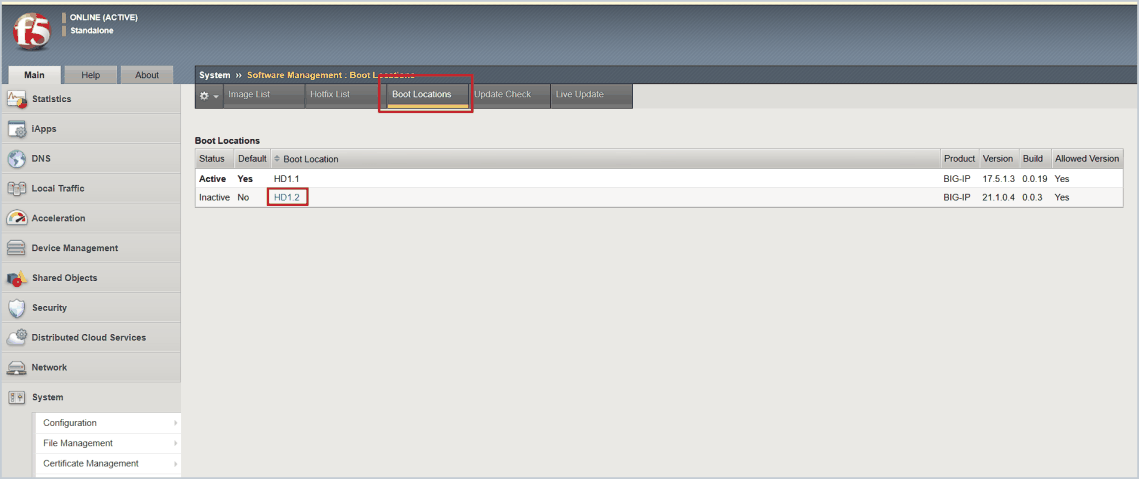 f5
ONLINE (ACTIVE)
Standalone
Main Help About
System ›› Software Management : Boot Locations
Image List Hotfix List Boot Locations Update Check Live Update
Statistics
iApps
DNS
Local Traffic
Acceleration
Device Management
Shared Objects
Security
Distributed Cloud Services
Network
System
Configuration
File Management
Certificate Management
Boot Locations
Status Default Boot Location Product Version Build Allowed Version
Active Yes HD1.1 BIG-IP 17.5.1.3 0.0.19 Yes
Inactive No HD1.2 BIG-IP 21.1.0.4 0.0.3 Yes